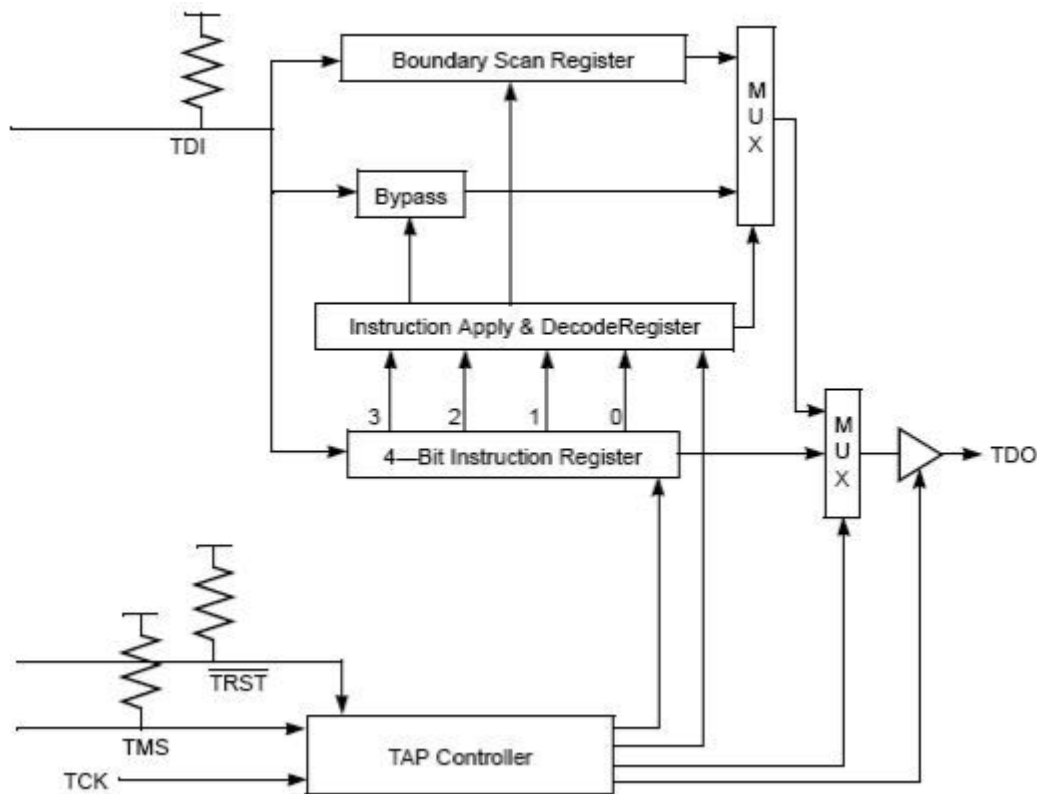 Boundary Scan Register
M
U
X
TDI
Bypass
Instruction Apply & DecodeRegister
3 2 1 0
4—Bit Instruction Register
M
U
X
TDO
TRST
TMS
TAP Controller
TCK